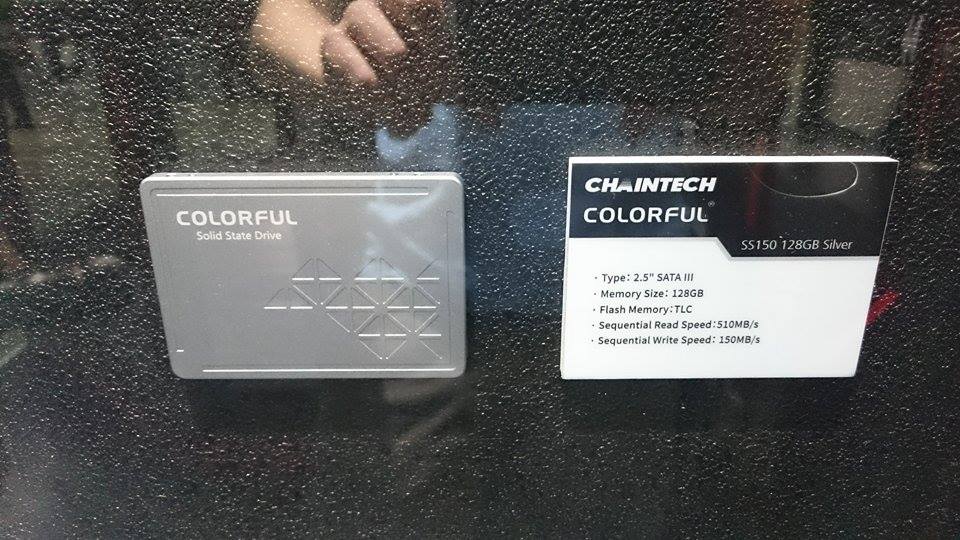 COLORFUL
Solid State Drive
CHAINTECH
COLORFUL®
SS150 128GB Silver
· Type: 2.5" SATA III
· Memory Size: 128GB
· Flash Memory:TLC
· Sequential Read Speed:510MB/s
· Sequential Write Speed: 150MB/s